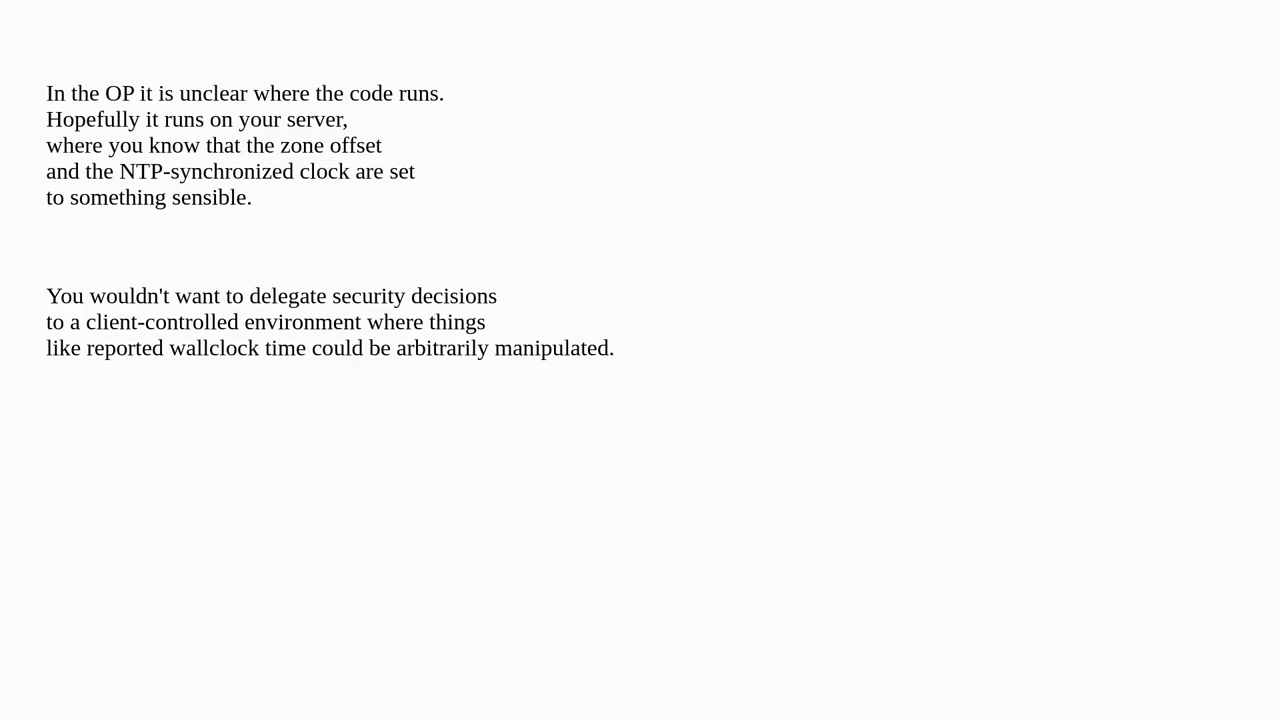 In the OP it is unclear where the code runs.
Hopefully it runs on your server,
where you know that the zone offset
and the NTP-synchronized clock are set
to something sensible.
You wouldn't want to delegate security decisions
to a client-controlled environment where things
like reported wallclock time could be arbitrarily manipulated.